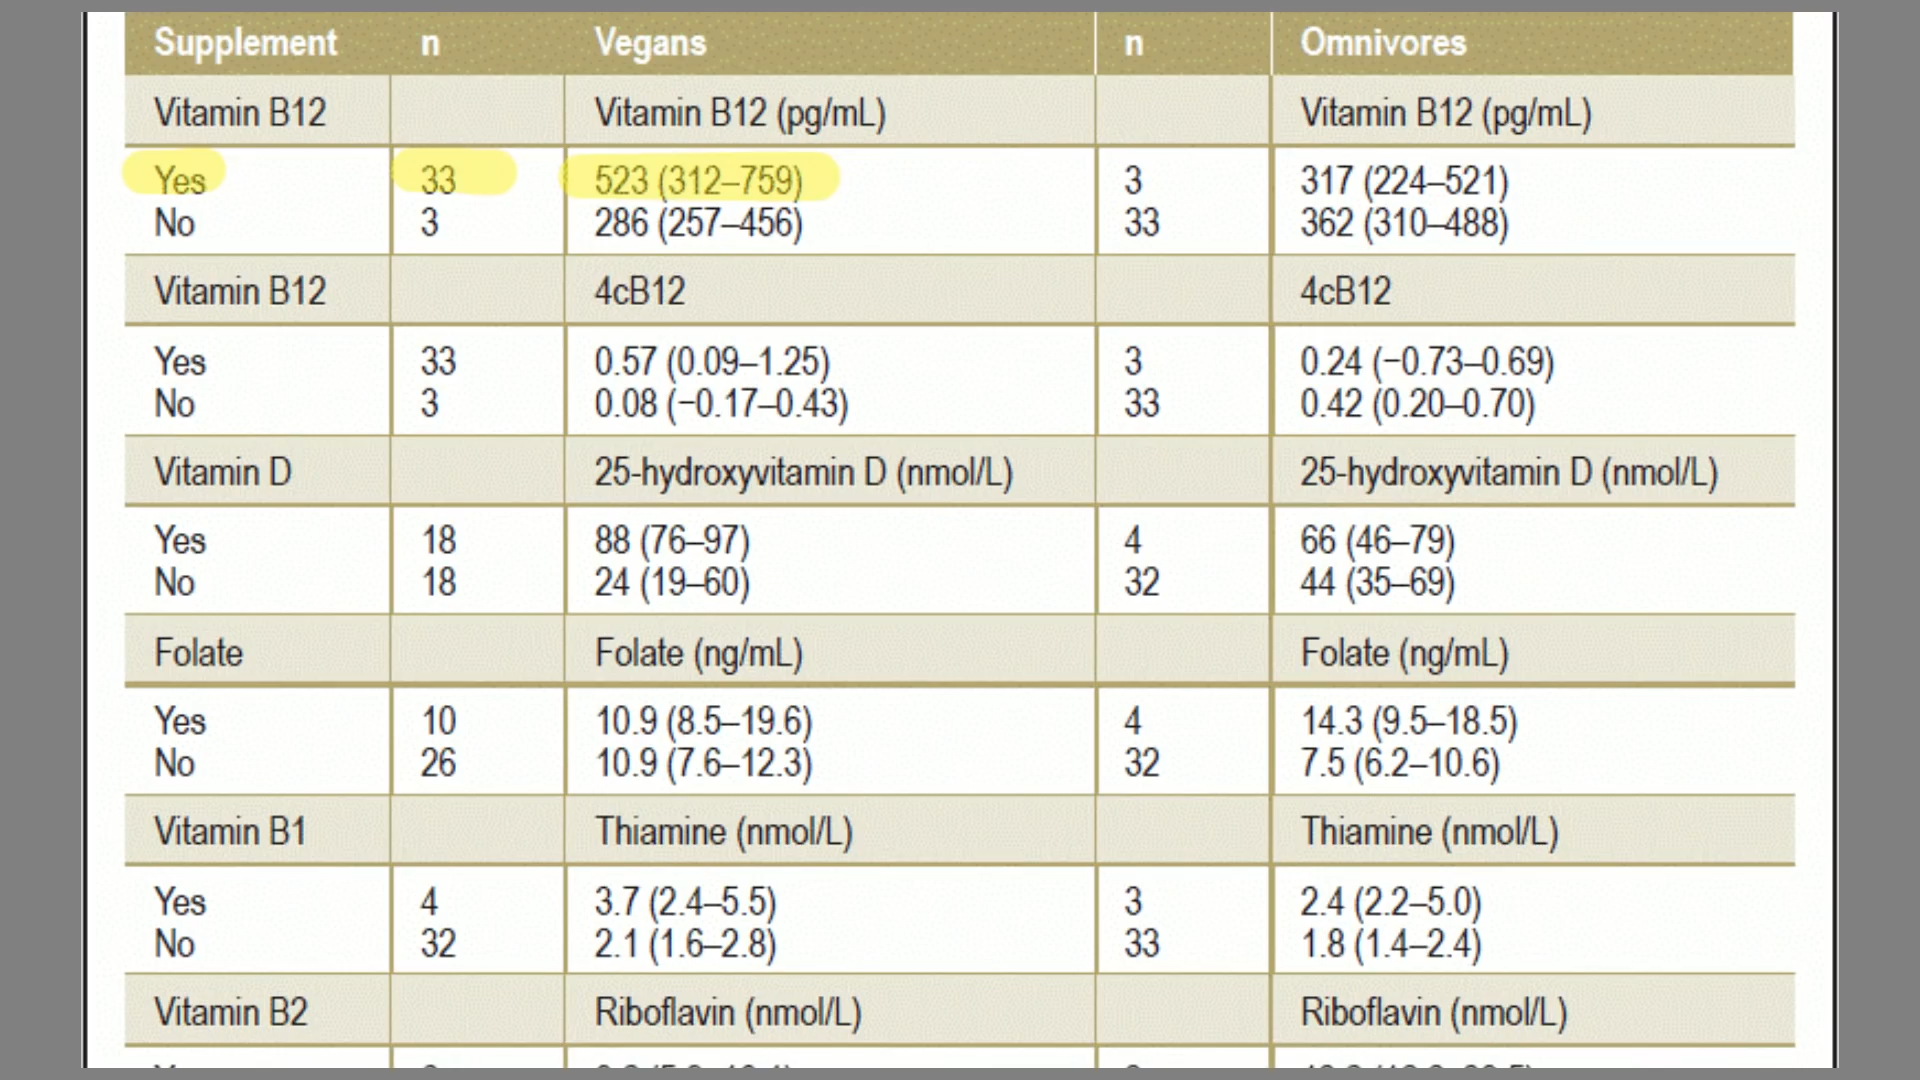 Supplement n Vegans n Omnivores
Vitamin B12 Vitamin B12 (pg/mL) Vitamin B12 (pg/mL)
Yes 33 523 (312–759) 3 317 (224–521)
No 3 286 (257–456) 33 362 (310–488)
Vitamin B12 4cB12 4cB12
Yes 33 0.57 (0.09–1.25) 3 0.24 (−0.73–0.69)
No 3 0.08 (−0.17–0.43) 33 0.42 (0.20–0.70)
Vitamin D 25-hydroxyvitamin D (nmol/L) 25-hydroxyvitamin D (nmol/L)
Yes 18 88 (76–97) 4 66 (46–79)
No 18 24 (19–60) 32 44 (35–69)
Folate Folate (ng/mL) Folate (ng/mL)
Yes 10 10.9 (8.5–19.6) 4 14.3 (9.5–18.5)
No 26 10.9 (7.6–12.3) 32 7.5 (6.2–10.6)
Vitamin B1 Thiamine (nmol/L) Thiamine (nmol/L)
Yes 4 3.7 (2.4–5.5) 3 2.4 (2.2–5.0)
No 32 2.1 (1.6–2.8) 33 1.8 (1.4–2.4)
Vitamin B2 Riboflavin (nmol/L) Riboflavin (nmol/L)